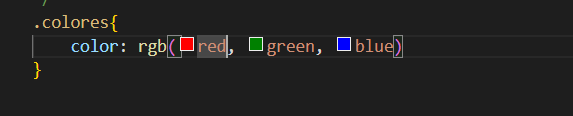 .colores{
color: rgb(red, green, blue)
}